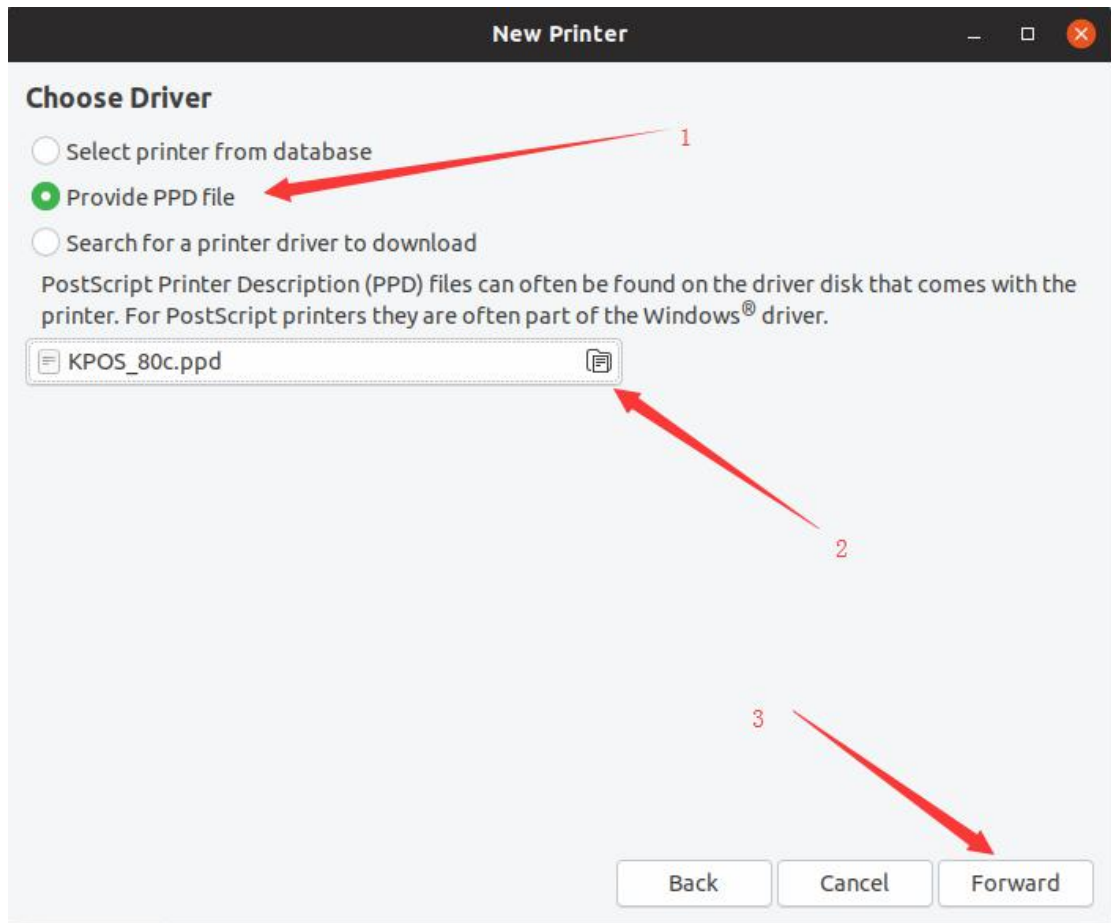 New Printer
Choose Driver
Select printer from database
1
Provide PPD file
Search for a printer driver to download
PostScript Printer Description (PPD) files can often be found on the driver disk that comes with the
printer. For PostScript printers they are often part of the Windows® driver.
KPOS_80c.ppd
2
3
Back
Cancel
Forward